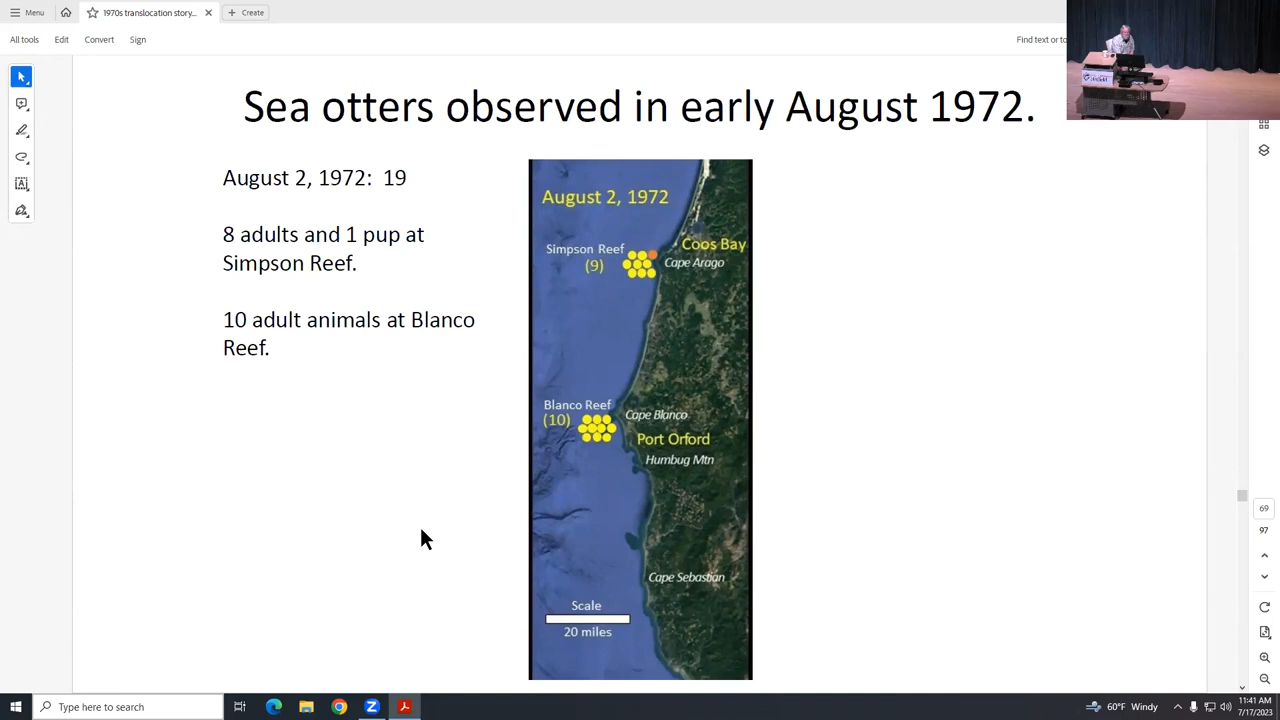 Menu
1970s translocation story...
Create
All tools
Edit
Convert
Sign
Find text or to
Sea otters observed in early August 1972.
August 2, 1972:  19
8 adults and 1 pup at
Simpson Reef.
10 adult animals at Blanco
Reef.
August 2, 1972
Simpson Reef
(9)
Coos Bay
Cape Arago
Blanco Reef
(10)
Cape Blanco
Port Orford
Humbug Mtn
Cape Sebastian
Scale
20 miles
69
97
Type here to search
60°F Windy
11:41 AM
7/17/2023